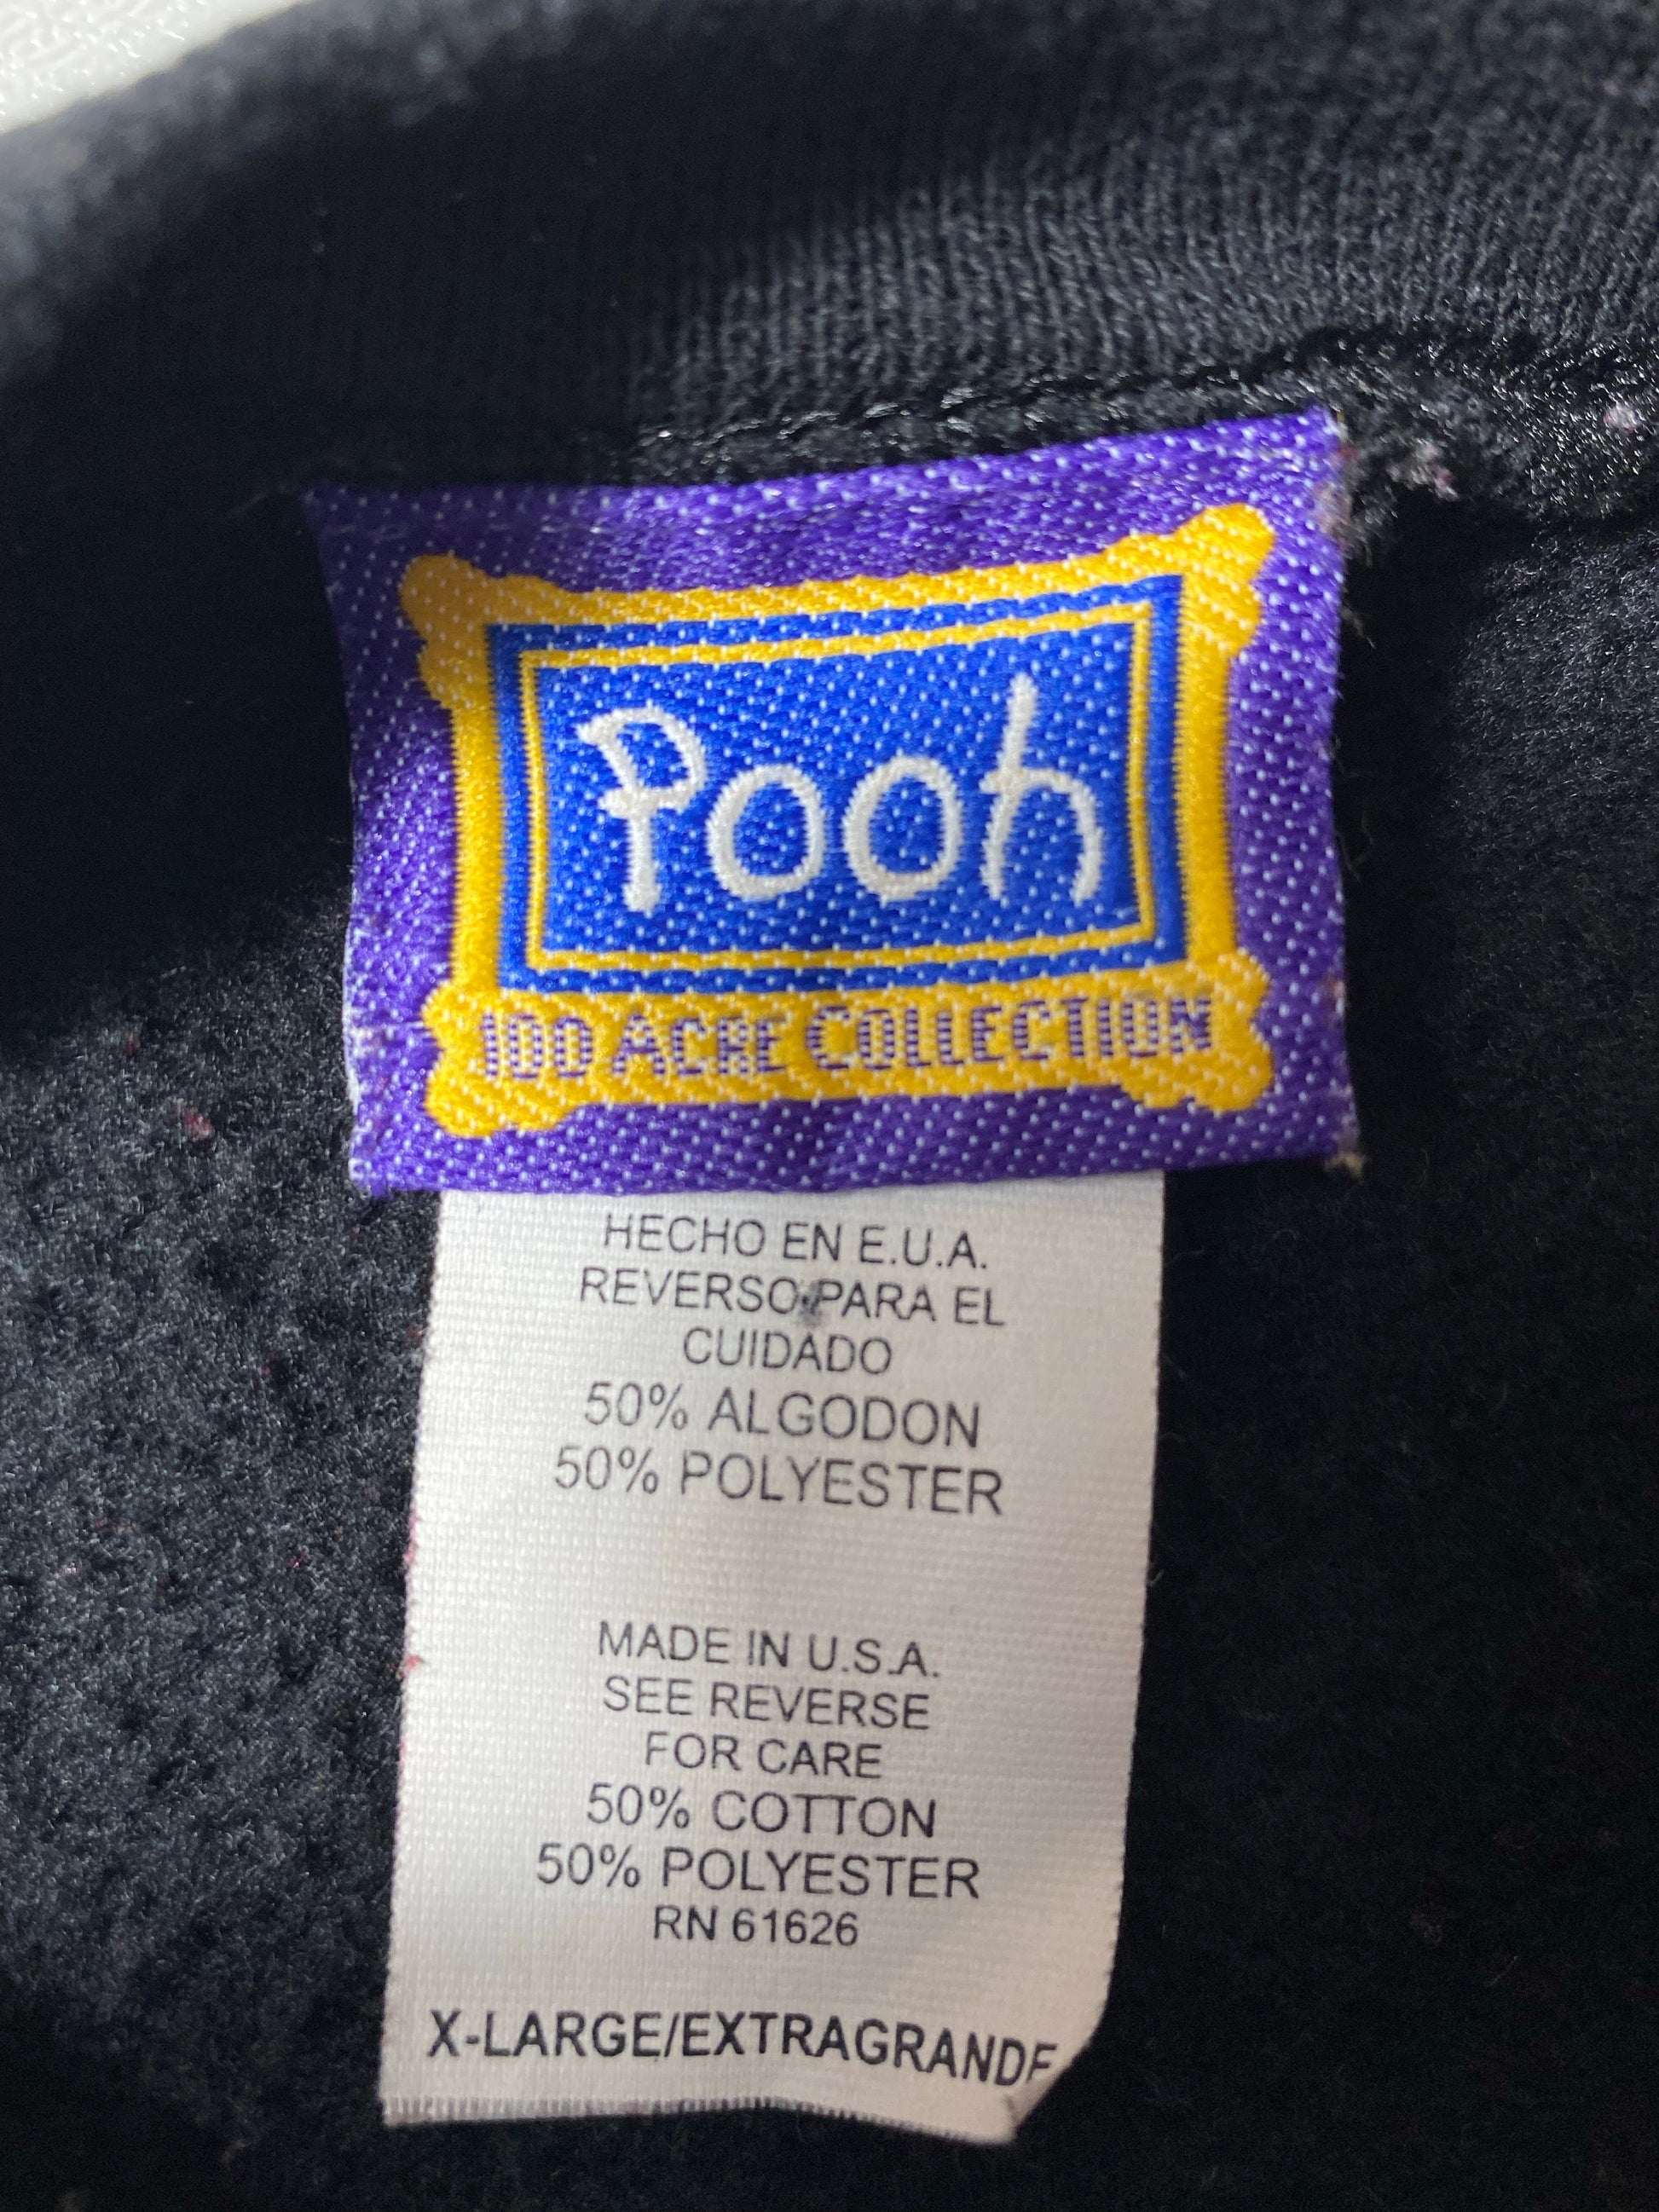 Pooh
100 ACRE COLLECTION
HECHO EN E.U.A.
REVERSO PARA EL
CUIDADO
50% ALGODON
50% POLYESTER
MADE IN U.S.A.
SEE REVERSE
FOR CARE
50% COTTON
50% POLYESTER
RN 61626
X-LARGE/EXTRAGRANDE